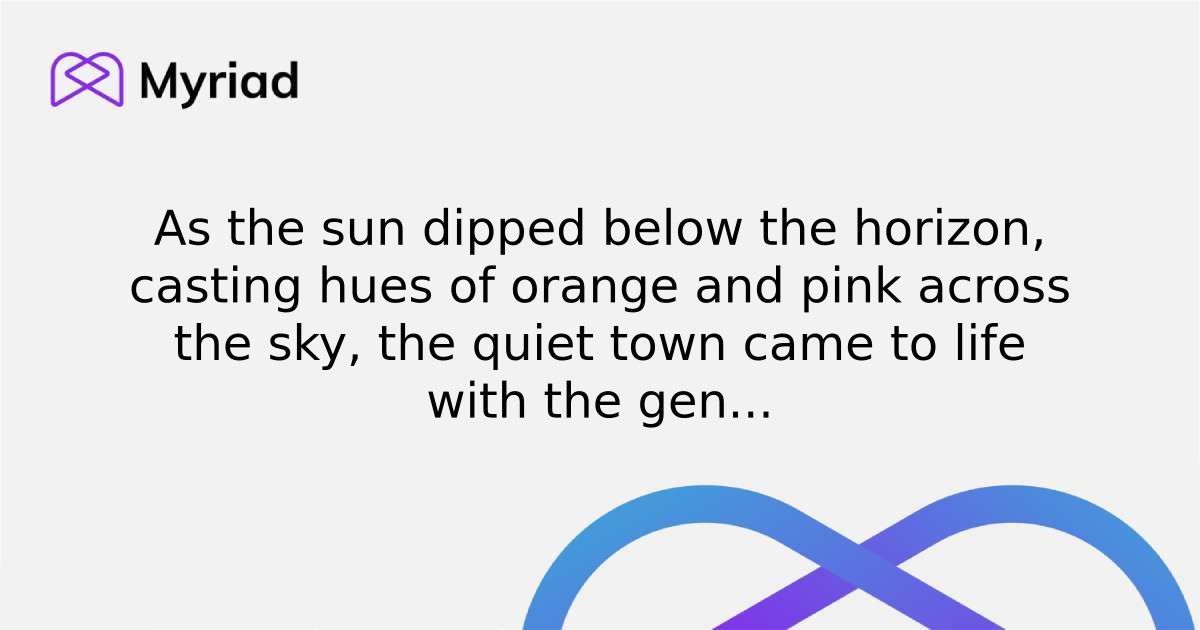 Myriad
As the sun dipped below the horizon,
casting hues of orange and pink across
the sky, the quiet town came to life
with the gen...